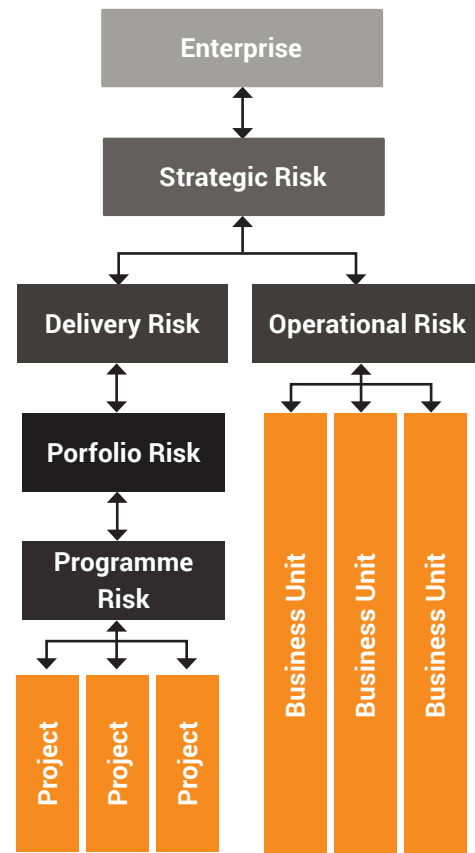 Enterprise
Strategic Risk
Delivery Risk
Operational Risk
Porfolio Risk
Programme
Risk
Project
Project
Project
Business Unit
Business Unit
Business Unit